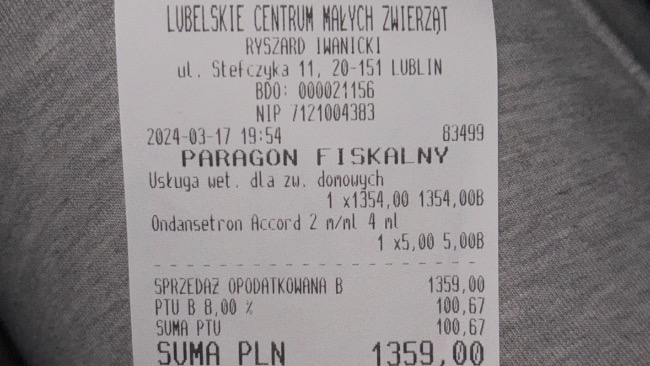 LUBELSKIE CENTRUM MAŁYCH ZWIERZĄT
RYSZARD IWANICKI
ul. Stefczyka 11, 20-151 LUBLIN
BDO: 000021156
NIP 7121004383
2024-03-17 19:54 83499
PARAGON FISKALNY
Usługa wet. dla zw. domowych
1 x1354,00 1354,00B
Ondansetron Accord 2 m/ml 4 ml
1 x5,00 5,00B
SPRZEDAŻ OPODATKOWANA B 1359,00
PTU B 8,00 % 100,67
SUMA PTU 100,67
SUMA PLN 1359,00